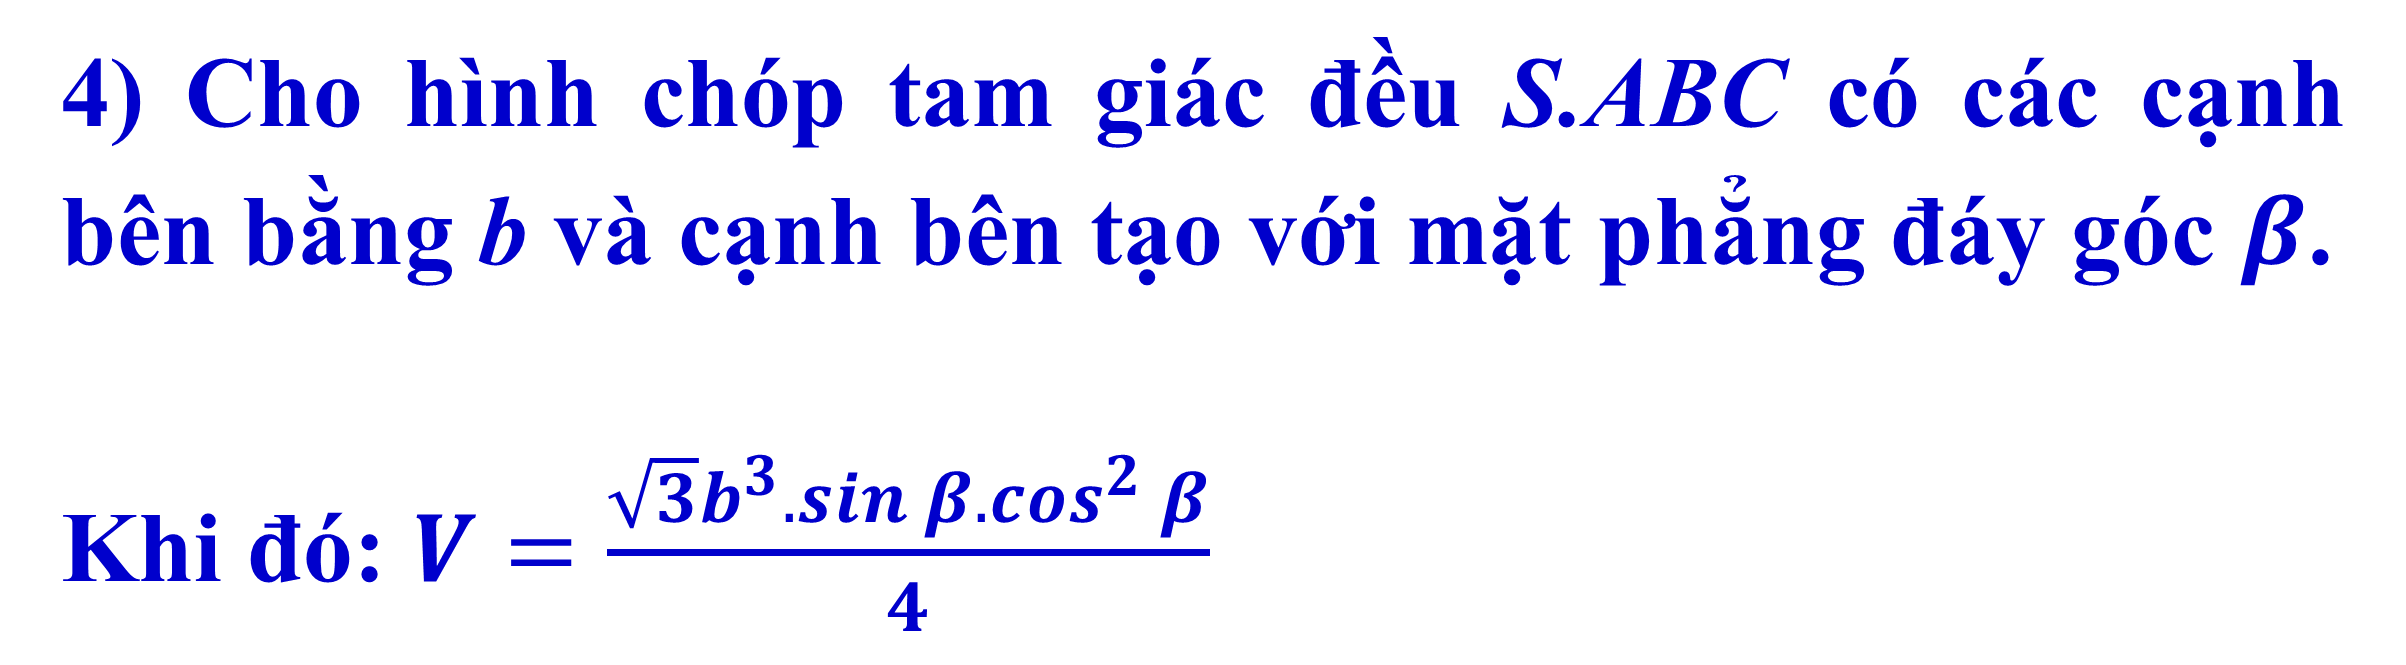 4) Cho hình chóp tam giác đều S.ABC có các cạnh
bên bằng b và cạnh bên tạo với mặt phẳng đáy góc β.
Khi đó: V = √3b³.sin β.cos² β / 4